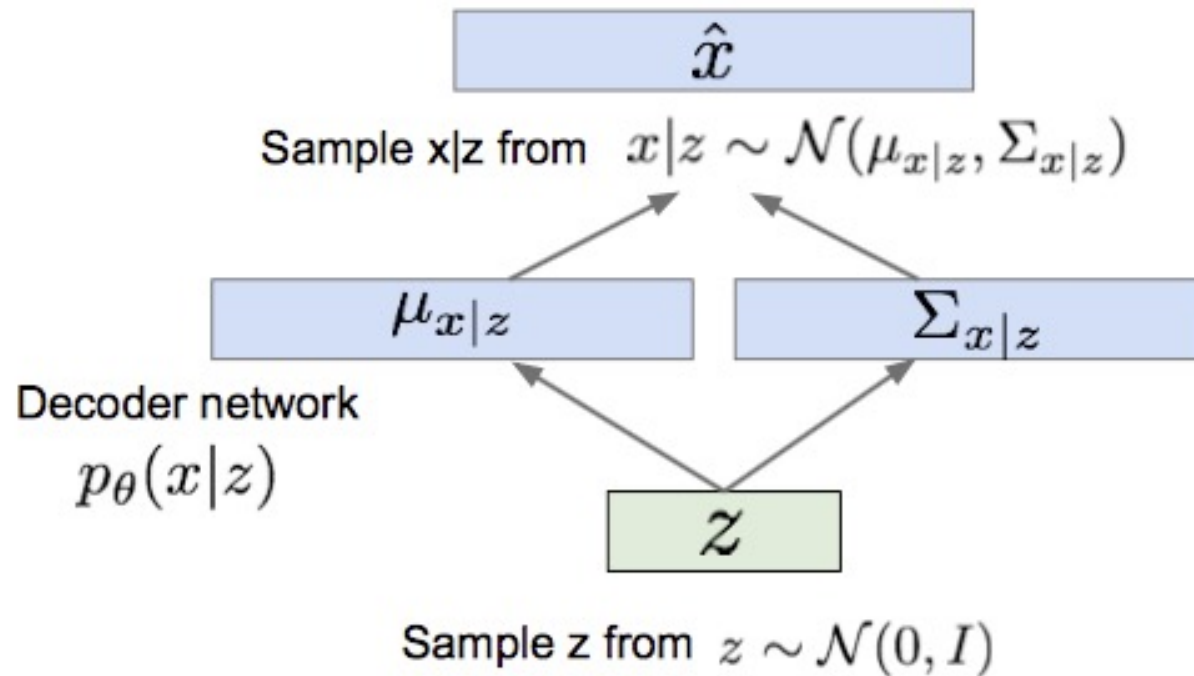 x̂
Sample x|z from x|z ∼ 𝒩(μ_{x|z}, Σ_{x|z})
μ_{x|z} Σ_{x|z}
Decoder network
p_θ(x|z)
z
Sample z from z ∼ 𝒩(0, I)